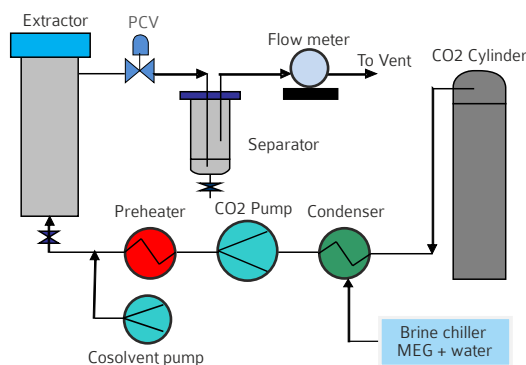 Extractor
PCV
Flow meter
To Vent
CO2 Cylinder
Separator
Preheater
CO2 Pump
Condenser
Cosolvent pump
Brine chiller
MEG + water